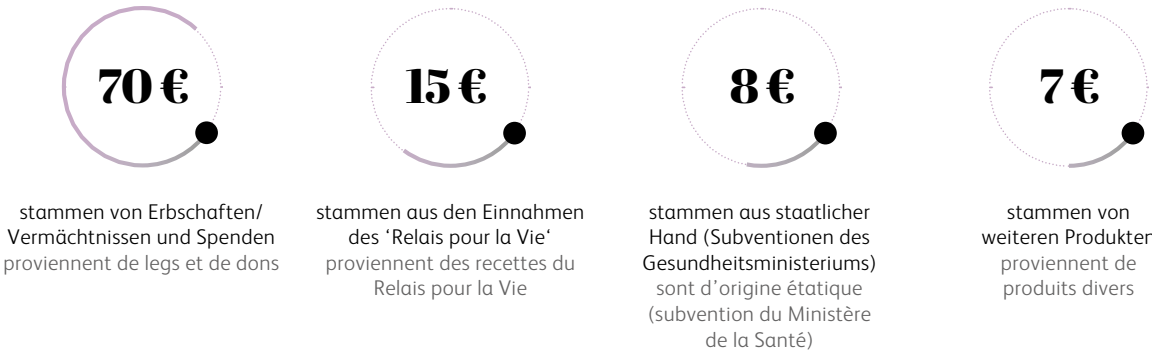 70 €
stammen von Erbschaften/
Vermächtnissen und Spenden
proviennent de legs et de dons
15 €
stammen aus den Einnahmen
des ‘Relais pour la Vie‘
proviennent des recettes du
Relais pour la Vie
8 €
stammen aus staatlicher
Hand (Subventionen des
Gesundheitsministeriums)
sont d’origine étatique
(subvention du Ministère
de la Santé)
7 €
stammen von
weiteren Produkten
proviennent de
produits divers